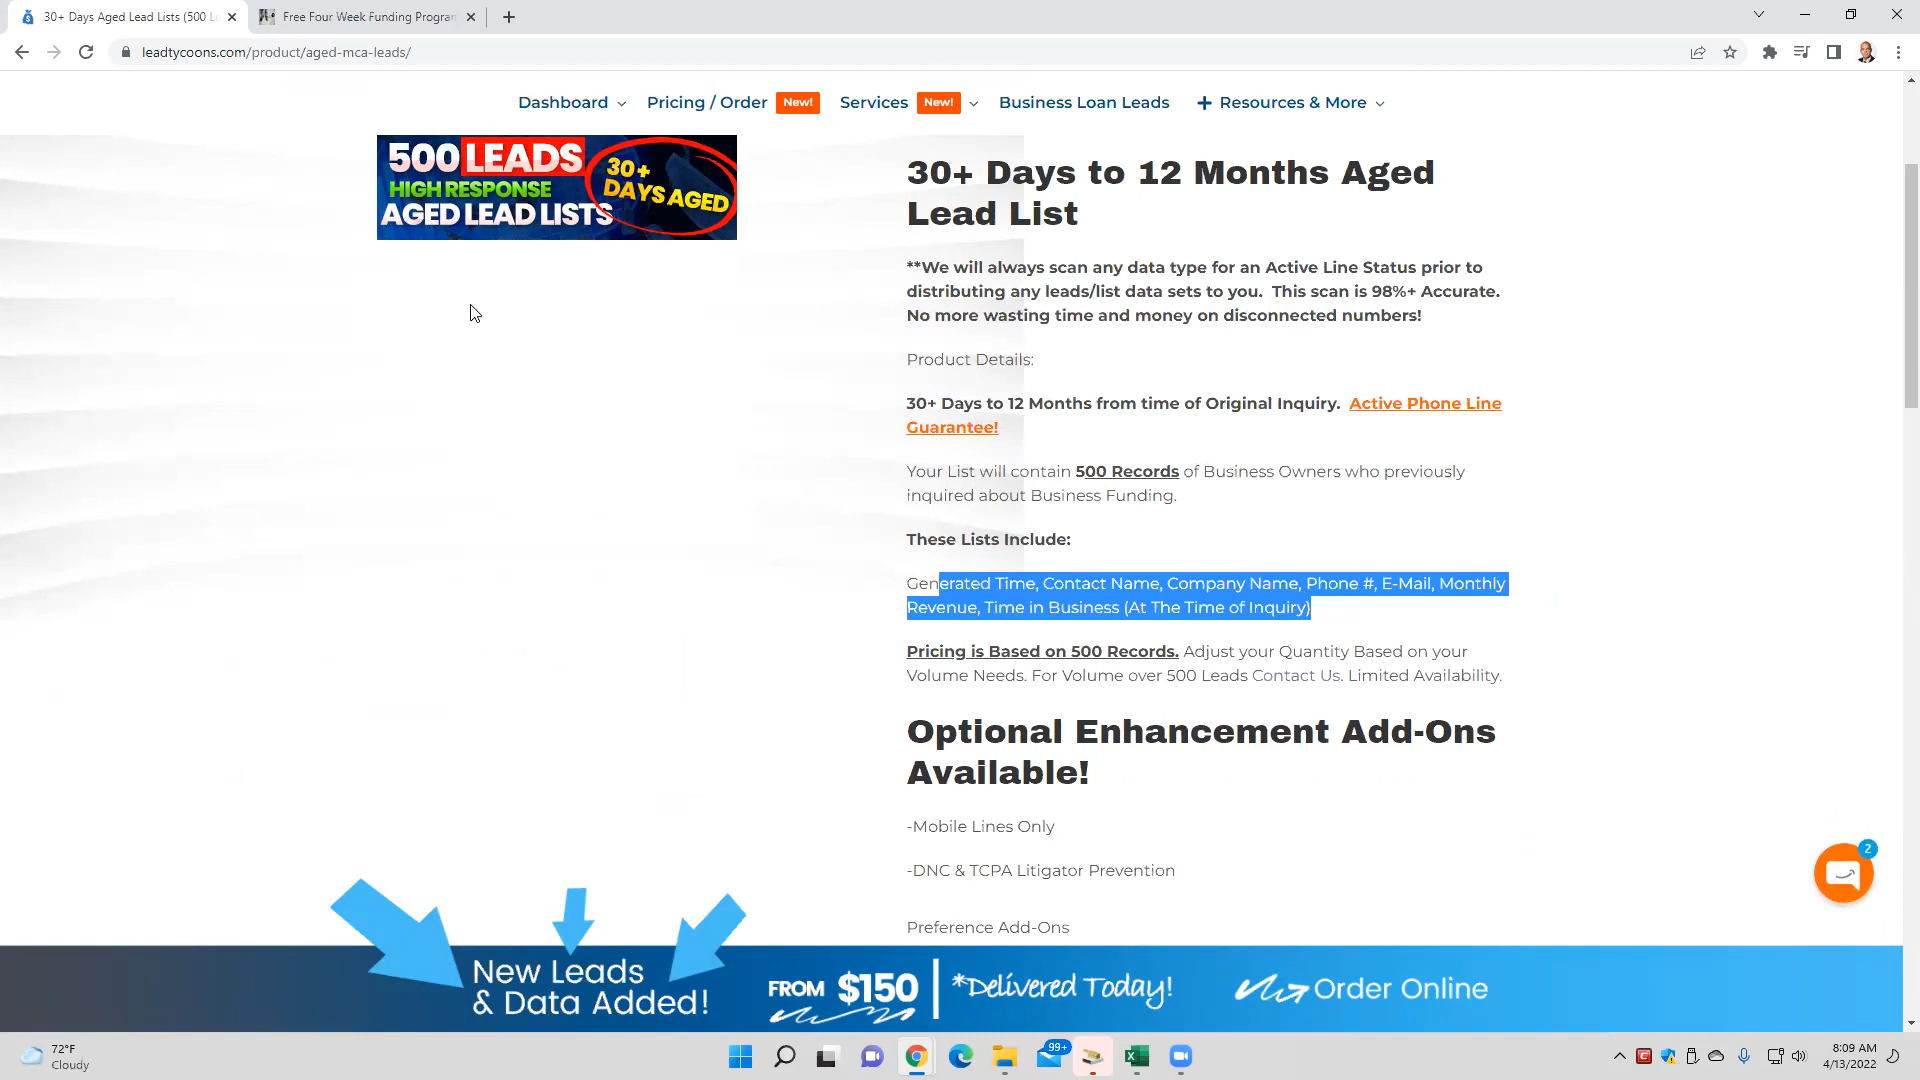 30+ Days Aged Lead Lists (500 L
Free Four Week Funding Program
leadtycoons.com/product/aged-mca-leads/
Dashboard Pricing / Order New! Services New! Business Loan Leads + Resources & More
500 LEADS
HIGH RESPONSE
AGED LEAD LISTS
30+
DAYS AGED
30+ Days to 12 Months Aged
Lead List
**We will always scan any data type for an Active Line Status prior to
distributing any leads/list data sets to you. This scan is 98%+ Accurate.
No more wasting time and money on disconnected numbers!
Product Details:
30+ Days to 12 Months from time of Original Inquiry. Active Phone Line
Guarantee!
Your List will contain 500 Records of Business Owners who previously
inquired about Business Funding.
These Lists Include:
Generated Time, Contact Name, Company Name, Phone #, E-Mail, Monthly
Revenue, Time in Business (At The Time of Inquiry)
Pricing is Based on 500 Records. Adjust your Quantity Based on your
Volume Needs. For Volume over 500 Leads Contact Us. Limited Availability.
Optional Enhancement Add-Ons
Available!
-Mobile Lines Only
-DNC & TCPA Litigator Prevention
Preference Add-Ons
2
New Leads
& Data Added!
FROM $150
*Delivered Today!
Order Online
72°F
Cloudy
99+
8:09 AM
4/13/2022